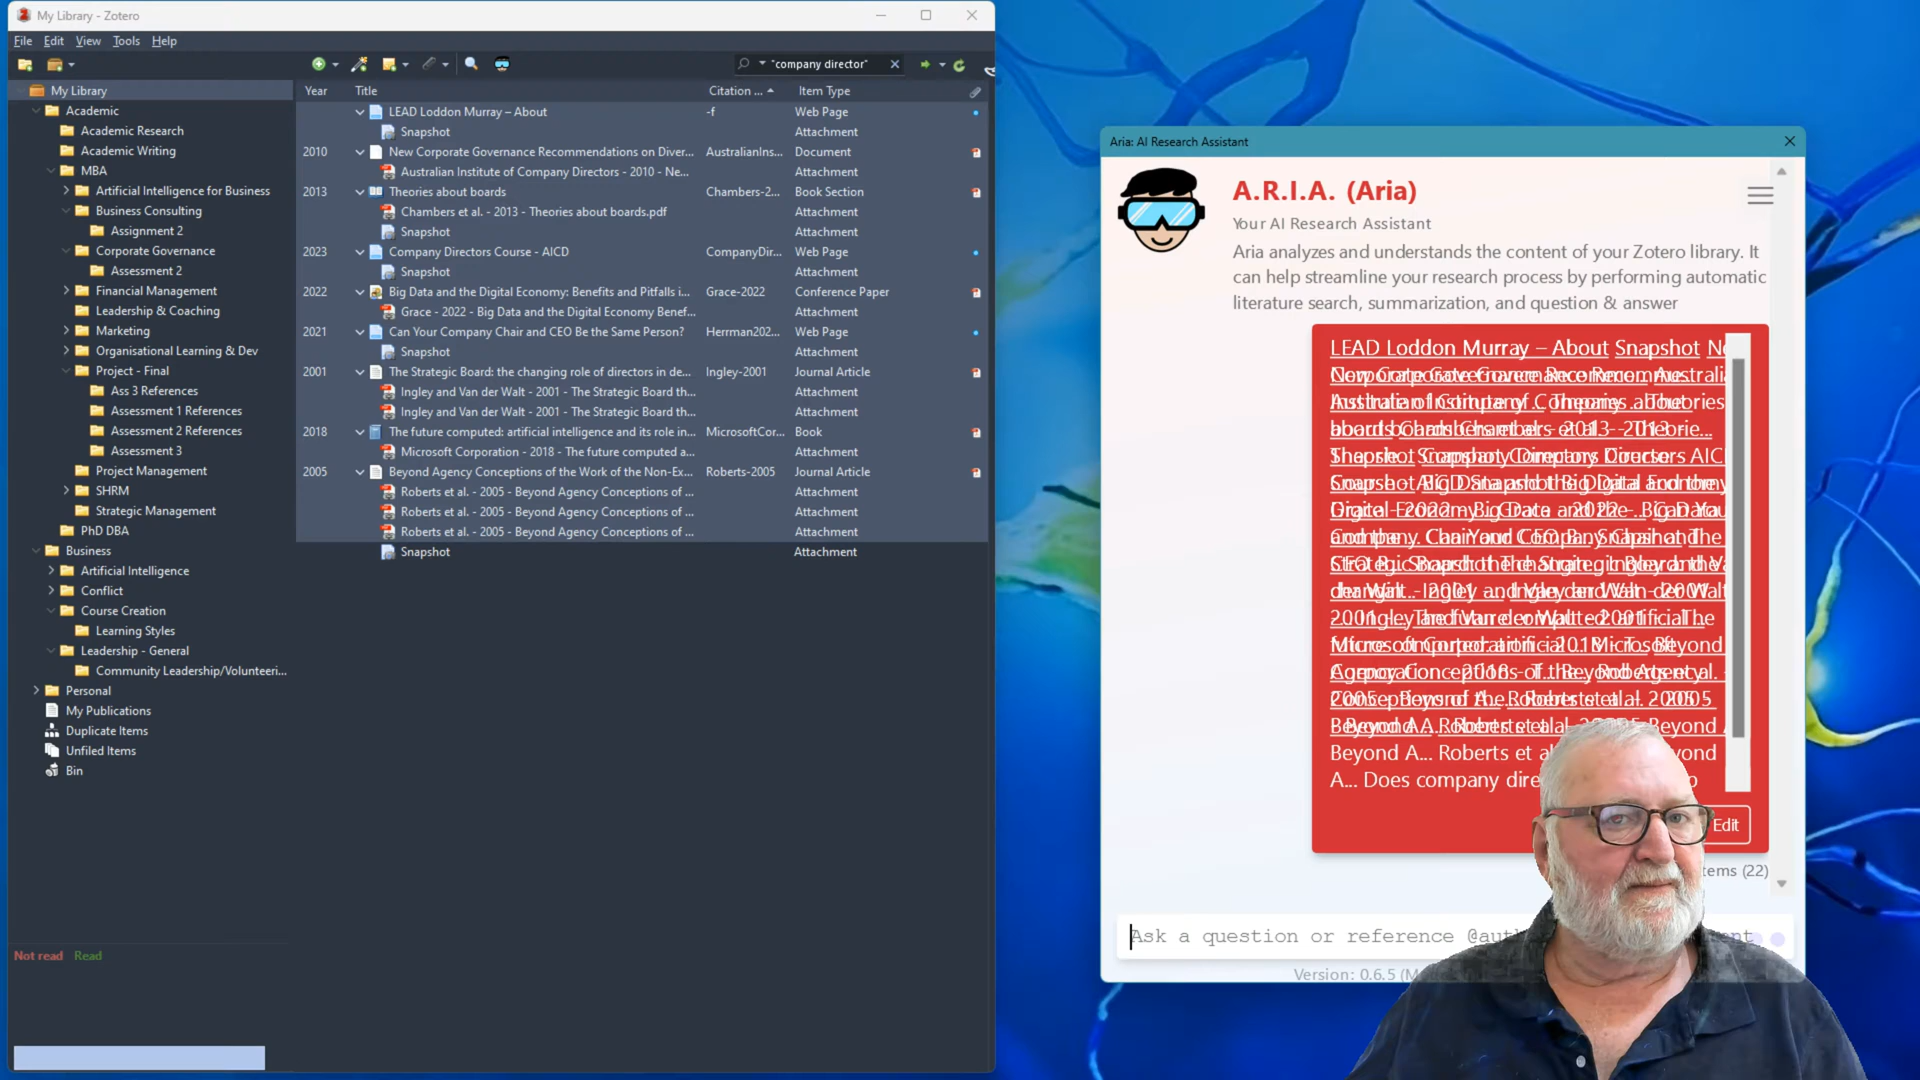 My Library - Zotero
File Edit View Tools Help
"company director"
My Library
Academic
Academic Research
Academic Writing
MBA
Artificial Intelligence for Business
Business Consulting
Assignment 2
Corporate Governance
Assessment 2
Financial Management
Leadership & Coaching
Marketing
Organisational Learning & Dev
Project - Final
Ass 3 References
Assessment 1 References
Assessment 2 References
Assessment 3
Project Management
SHRM
Strategic Management
PhD DBA
Business
Artificial Intelligence
Conflict
Course Creation
Learning Styles
Leadership - General
Community Leadership/Volunteeri...
Personal
My Publications
Duplicate Items
Unfiled Items
Bin
Not read Read
Year Title Citation ... Item Type
LEAD Loddon Murray – About -f Web Page
Snapshot Attachment
2010 New Corporate Governance Recommendations on Diver... AustralianIns... Document
Australian Institute of Company Directors - 2010 - Ne... Attachment
2013 Theories about boards Chambers-2... Book Section
Chambers et al. - 2013 - Theories about boards.pdf Attachment
Snapshot Attachment
2023 Company Directors Course - AICD CompanyDir... Web Page
Snapshot Attachment
2022 Big Data and the Digital Economy: Benefits and Pitfalls i... Grace-2022 Conference Paper
Grace - 2022 - Big Data and the Digital Economy Benef... Attachment
2021 Can Your Company Chair and CEO Be the Same Person? Herrman202... Web Page
Snapshot Attachment
2001 The Strategic Board: the changing role of directors in de... Ingley-2001 Journal Article
Ingley and Van der Walt - 2001 - The Strategic Board th... Attachment
Ingley and Van der Walt - 2001 - The Strategic Board th... Attachment
2018 The future computed: artificial intelligence and its role in... MicrosoftCor... Book
Microsoft Corporation - 2018 - The future computed a... Attachment
2005 Beyond Agency Conceptions of the Work of the Non-Ex... Roberts-2005 Journal Article
Roberts et al. - 2005 - Beyond Agency Conceptions of ... Attachment
Roberts et al. - 2005 - Beyond Agency Conceptions of ... Attachment
Roberts et al. - 2005 - Beyond Agency Conceptions of ... Attachment
Snapshot Attachment
Aria: AI Research Assistant
A.R.I.A. (Aria)
Your AI Research Assistant
Aria analyzes and understands the content of your Zotero library. It
can help streamline your research process by performing automatic
literature search, summarization, and question & answer
LEAD Loddon Murray – About Snapshot
Beyond A... Roberts et
A... Does company
Edit
(22)
Ask a question or reference
Version: 0.6.5